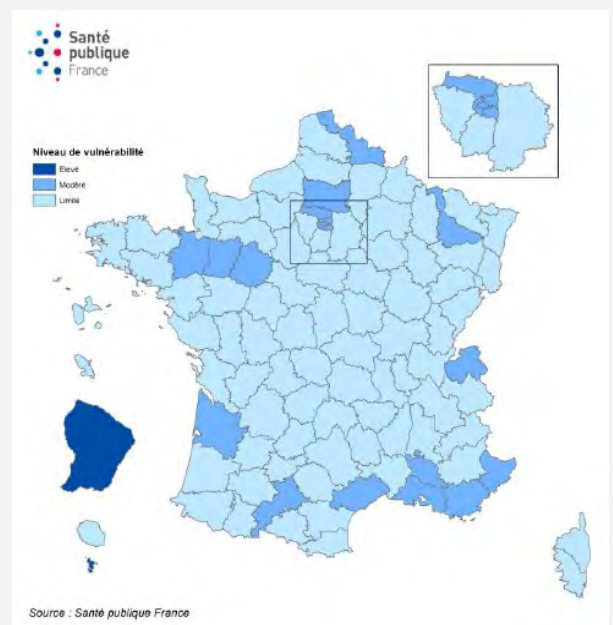 Santé
publique
France
Niveau de vulnérabilité
Elevé
Modéré
Limité
Source : Santé publique France